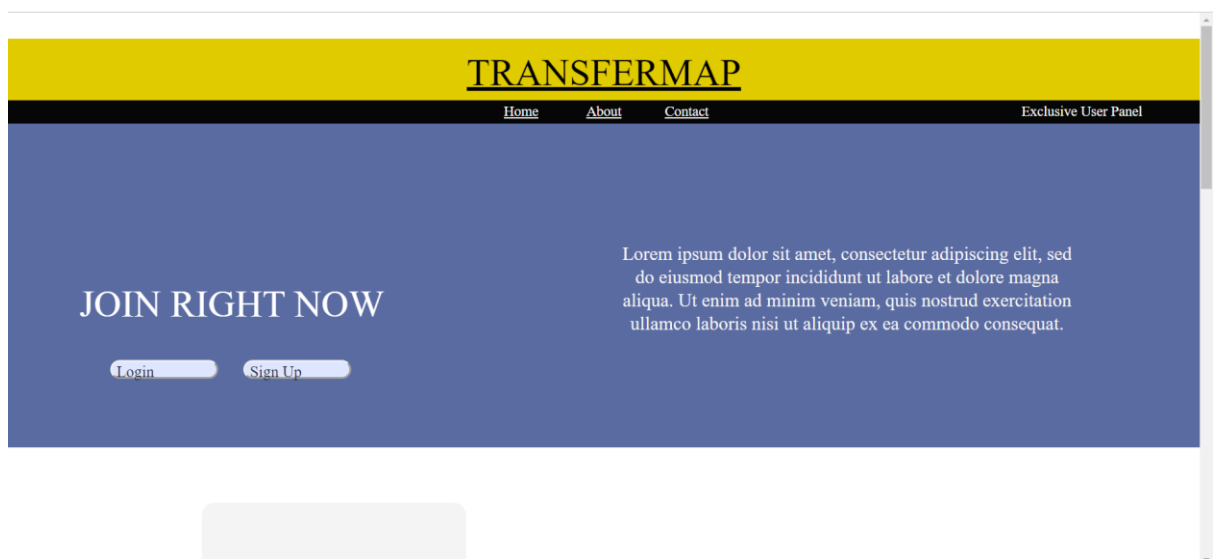 TRANSFERMAP
Home About Contact Exclusive User Panel
JOIN RIGHT NOW
Login Sign Up
Lorem ipsum dolor sit amet, consectetur adipiscing elit, sed
do eiusmod tempor incididunt ut labore et dolore magna
aliqua. Ut enim ad minim veniam, quis nostrud exercitation
ullamco laboris nisi ut aliquip ex ea commodo consequat.